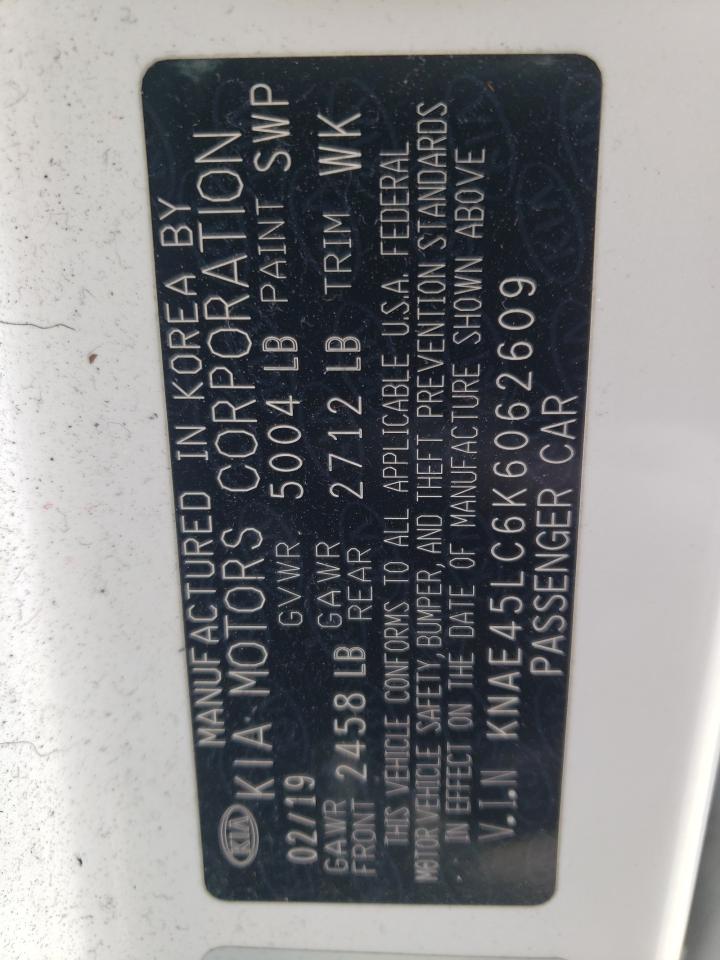 MANUFACTURED IN KOREA BY
KIA KIA MOTORS CORPORATION
02/19 GVWR 5004 LB PAINT SWP
GAWR FRONT 2458 LB GAWR REAR 2712 LB TRIM WK
THIS VEHICLE CONFORMS TO ALL APPLICABLE U.S.A. FEDERAL
MOTOR VEHICLE SAFETY, BUMPER, AND THEFT PREVENTION STANDARDS
IN EFFECT ON THE DATE OF MANUFACTURE SHOWN ABOVE
V.I.N KNAE45LC6K6062609
PASSENGER CAR